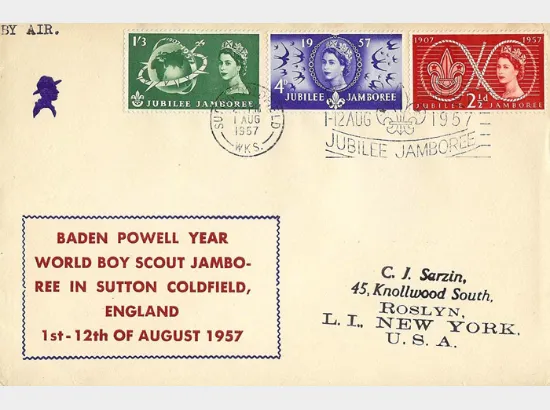 BY AIR.
1'3
JUBILEE JAMBOREE
1957
4D
JUBILEE JAMBOREE
1907 1957
JUBILEE JAMBOREE
2½d
1 AUG
1957
WKS.
1-12 AUG 1957
JUBILEE JAMBOREE
BADEN POWELL YEAR
WORLD BOY SCOUT JAMBO-
REE IN SUTTON COLDFIELD,
ENGLAND
1st-12th OF AUGUST 1957
C. J. Sarzin,
45, Knollwood South,
ROSLYN,
L. I., NEW YORK.
U. S. A.